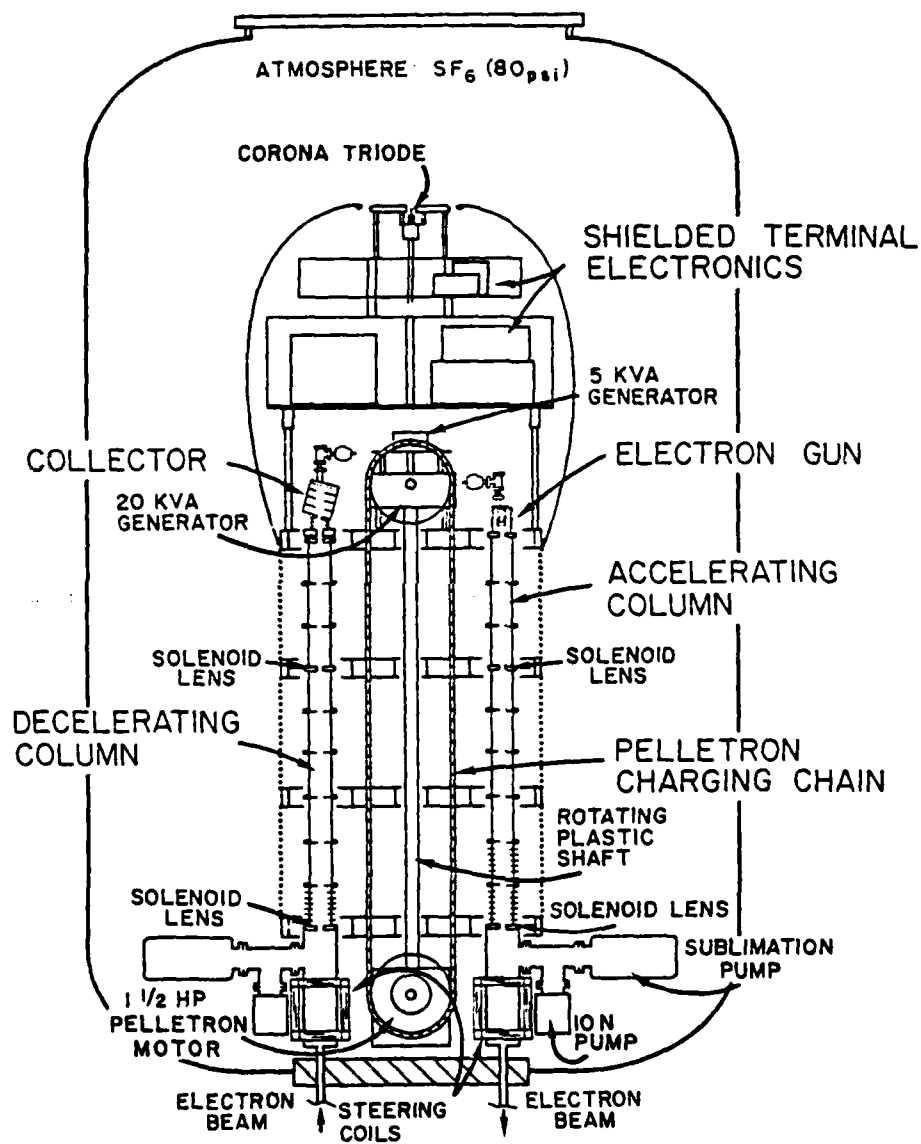 ATMOSPHERE SF₆ (80psi)
CORONA TRIODE
SHIELDED TERMINAL
ELECTRONICS
5 KVA
GENERATOR
COLLECTOR
ELECTRON GUN
20 KVA
GENERATOR
ACCELERATING
COLUMN
SOLENOID
LENS
SOLENOID
LENS
DECELERATING
COLUMN
PELLETRON
CHARGING CHAIN
ROTATING
PLASTIC
SHAFT
SOLENOID
LENS
SOLENOID LENS
SUBLIMATION
PUMP
1 1/2 HP
PELLETRON
MOTOR
ION
PUMP
ELECTRON
BEAM
STEERING
COILS
ELECTRON
BEAM